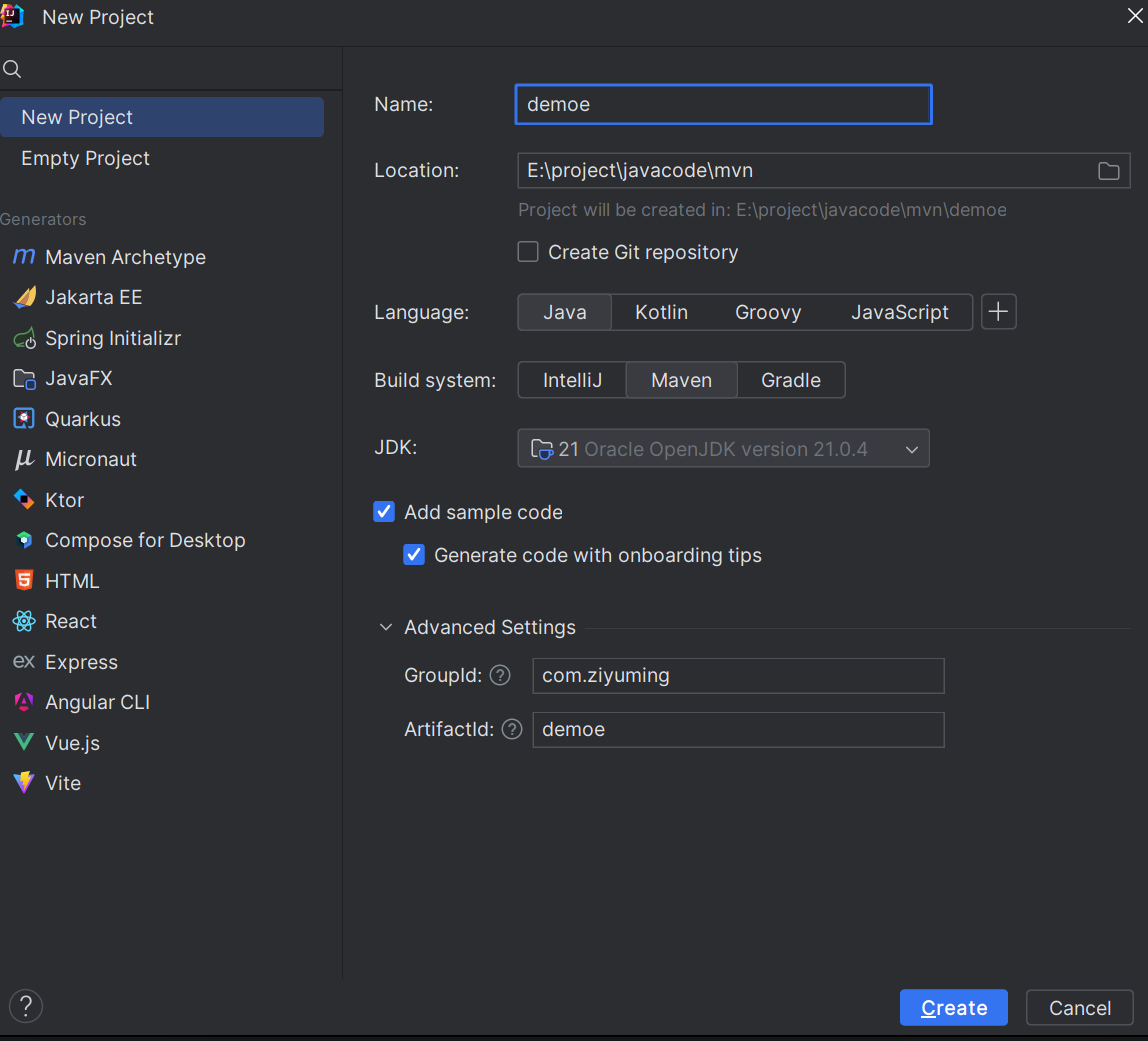 New Project
New Project
Empty Project
Generators
Maven Archetype
Jakarta EE
Spring Initializr
JavaFX
Quarkus
Micronaut
Ktor
Compose for Desktop
HTML
React
Express
Angular CLI
Vue.js
Vite
Name: demoe
Location: E:\project\javacode\mvn
Project will be created in: E:\project\javacode\mvn\demoe
Create Git repository
Language: Java Kotlin Groovy JavaScript +
Build system: IntelliJ Maven Gradle
JDK: 21 Oracle OpenJDK version 21.0.4
Add sample code
Generate code with onboarding tips
Advanced Settings
GroupId: ? com.ziyuming
ArtifactId: ? demoe
? Create Cancel